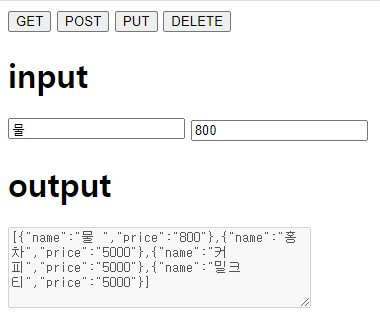 GET POST PUT DELETE
input
물 800
output
[{"name":"물 ","price":"800"},{"name":"홍
차","price":"5000"},{"name":"커
피","price":"5000"},{"name":"밀크
티","price":"5000"}]